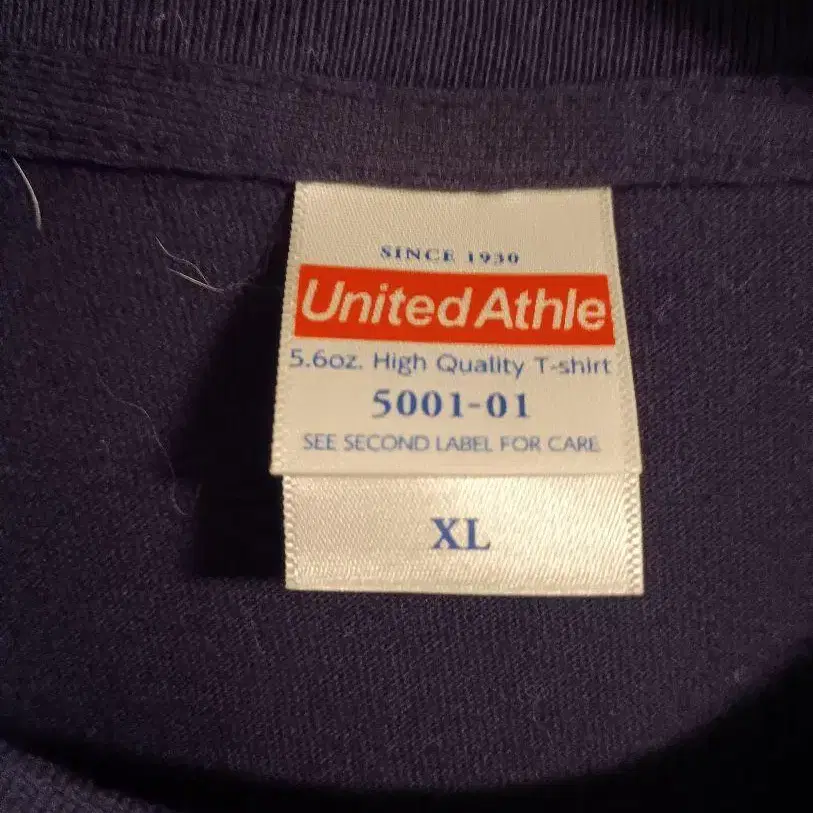 SINCE 1930
United Athle
5.6oz. High Quality T-shirt
5001-01
SEE SECOND LABEL FOR CARE
XL